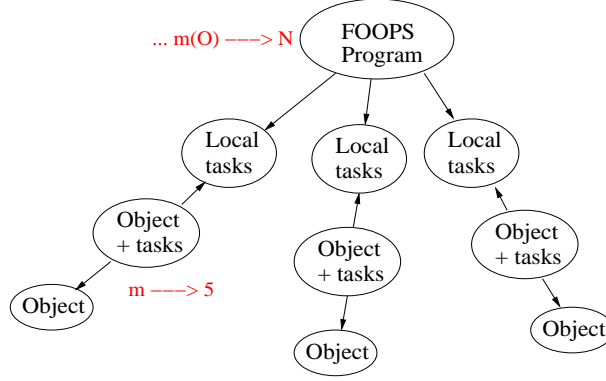 ... m(O) ---> N
FOOPS
Program
Local
tasks
Local
tasks
Local
tasks
Object
+ tasks
Object
+ tasks
Object
+ tasks
m ---> 5
Object
Object
Object